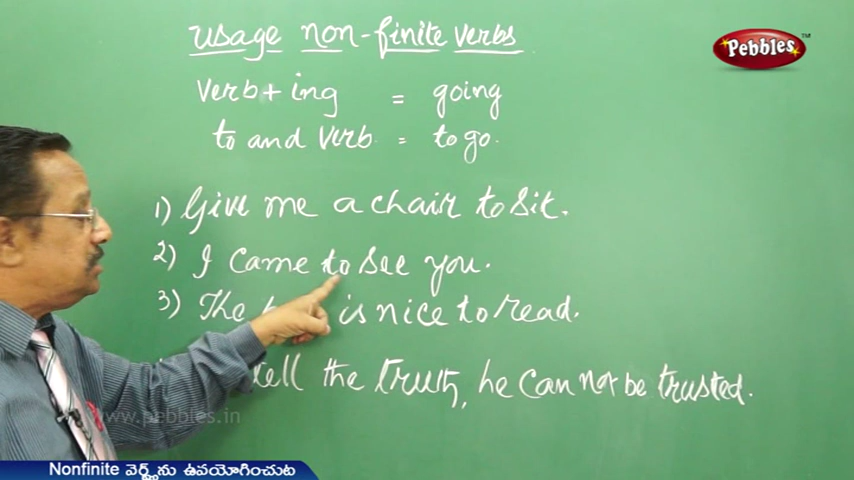 usage non-finite verbs
Pebbles™
verb+ing = going
to and verb = to go.
1) Give me a chair to sit.
2) I came to see you.
3) The is nice to read.
tell the truth, he can not be trusted.
www.pebbles.in
Nonfinite వెర్బ్స్‌ను ఉపయోగించుట